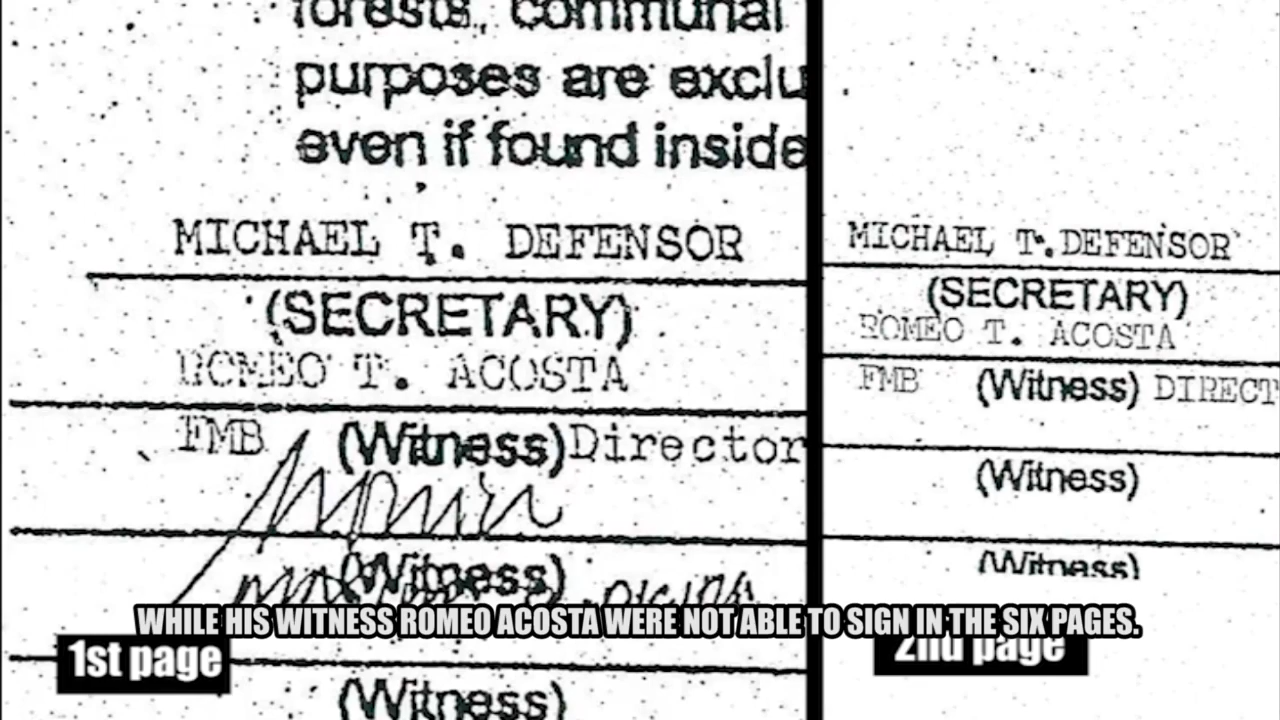 forests, communal
purposes are exclu
even if found inside
MICHAEL T. DEFENSOR
(SECRETARY)
ROMEO T. ACOSTA
FMB (Witness) Director
(Witness)
(Witness)
1st page
MICHAEL T. DEFENSOR
(SECRETARY)
ROMEO T. ACOSTA
FMB (Witness) DIRECT
(Witness)
(Witness)
2nd page
WHILE HIS WITNESS ROMEO ACOSTA WERE NOT ABLE TO SIGN IN THE SIX PAGES.